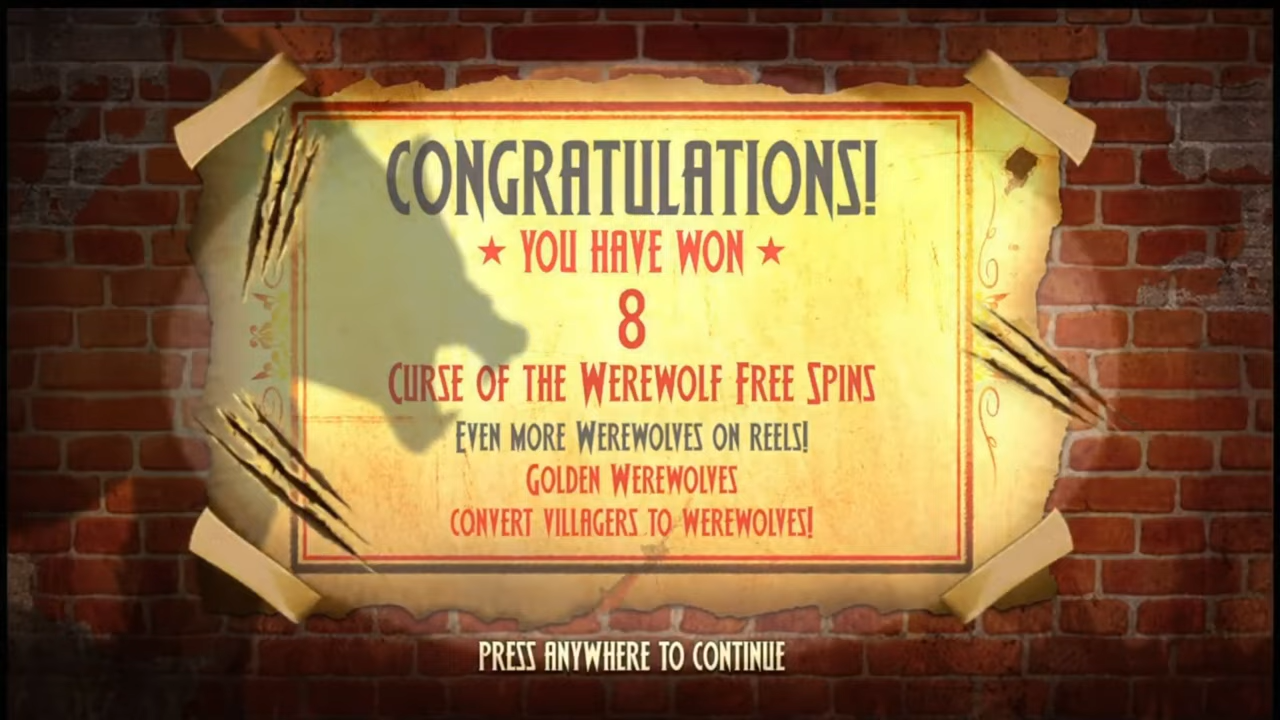 CONGRATULATIONS!
★ YOU HAVE WON ★
8
CURSE OF THE WEREWOLF FREE SPINS
EVEN MORE WEREWOLVES ON REELS!
GOLDEN WEREWOLVES
CONVERT VILLAGERS TO WEREWOLVES!
PRESS ANYWHERE TO CONTINUE